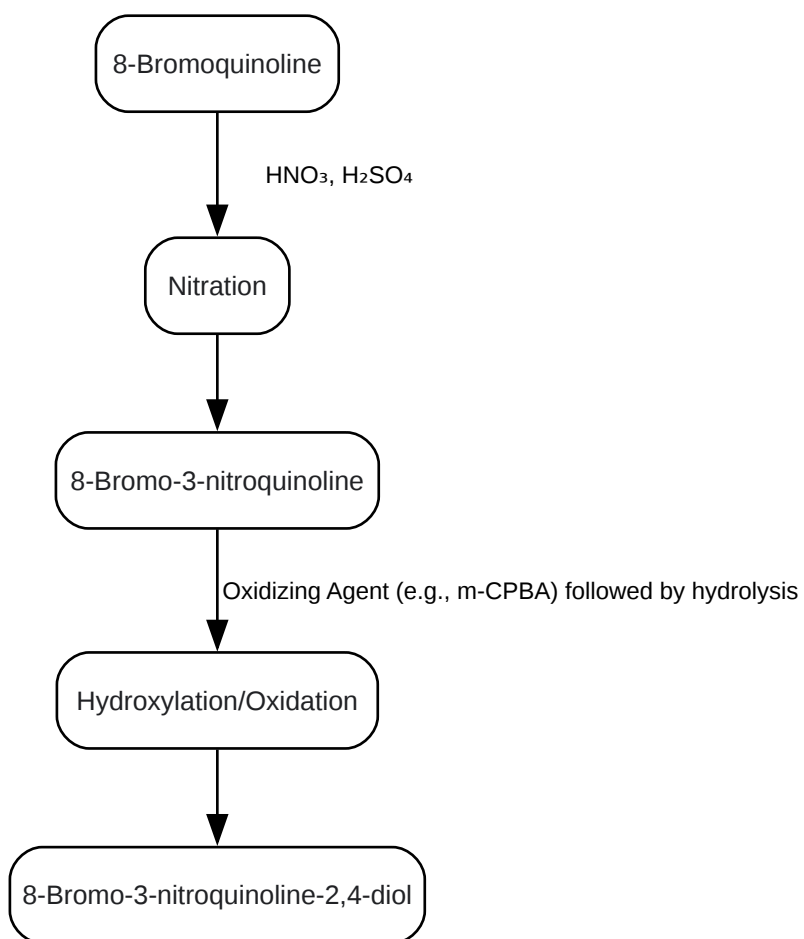 8-Bromoquinoline
HNO₃, H₂SO₄
Nitration
8-Bromo-3-nitroquinoline
Oxidizing Agent (e.g., m-CPBA) followed by hydrolysis
Hydroxylation/Oxidation
8-Bromo-3-nitroquinoline-2,4-diol